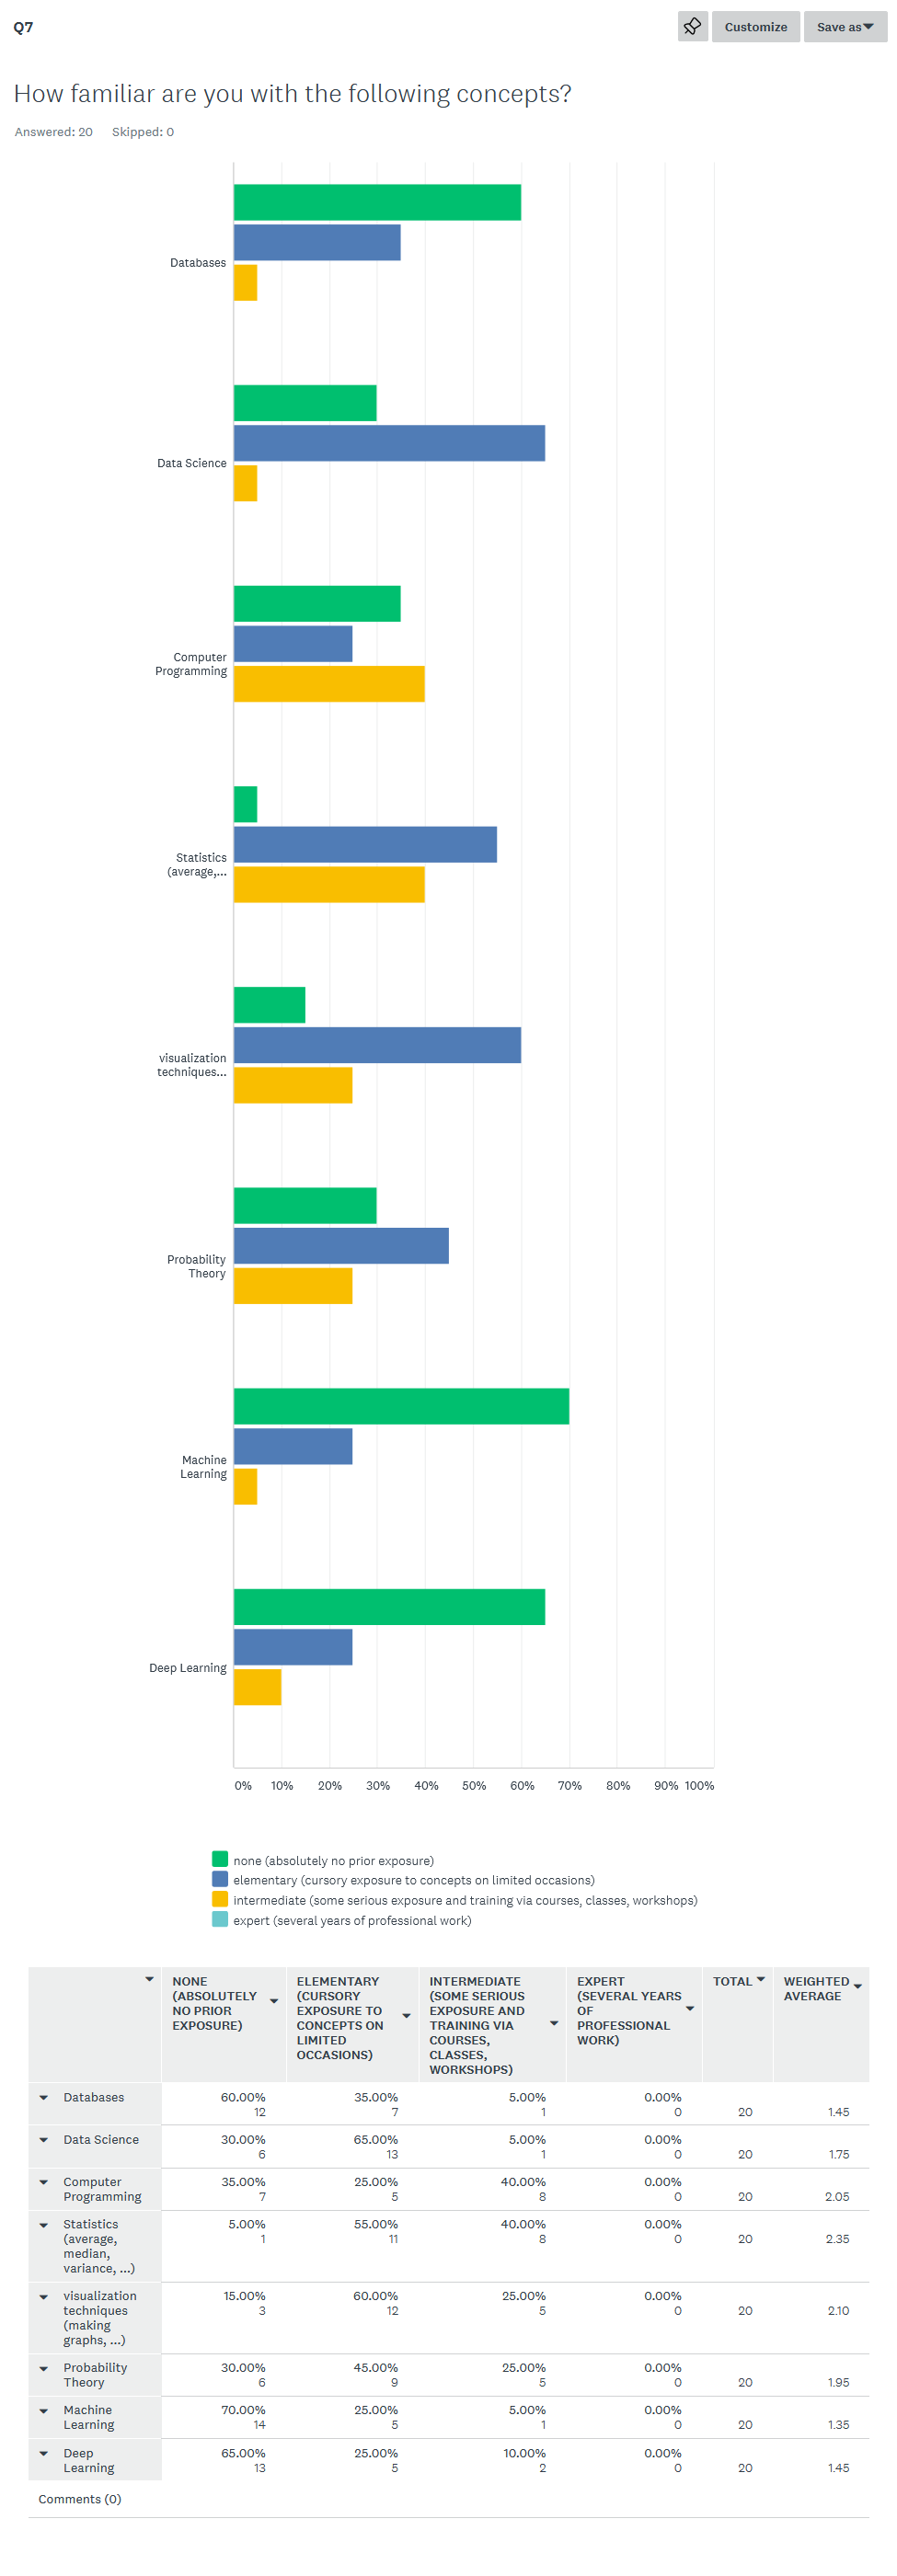 Q7
Customize
Save as
How familiar are you with the following concepts?
Answered: 20 Skipped: 0
Databases
Data Science
Computer
Programming
Statistics
(average,...
visualization
techniques...
Probability
Theory
Machine
Learning
Deep Learning
0% 10% 20% 30% 40% 50% 60% 70% 80% 90% 100%
none (absolutely no prior exposure)
elementary (cursory exposure to concepts on limited occasions)
intermediate (some serious exposure and training via courses, classes, workshops)
expert (several years of professional work)
NONE
(ABSOLUTELY
NO PRIOR
EXPOSURE)
ELEMENTARY
(CURSORY
EXPOSURE TO
CONCEPTS ON
LIMITED
OCCASIONS)
INTERMEDIATE
(SOME SERIOUS
EXPOSURE AND
TRAINING VIA
COURSES,
CLASSES,
WORKSHOPS)
EXPERT
(SEVERAL YEARS
OF
PROFESSIONAL
WORK)
TOTAL
WEIGHTED
AVERAGE
Databases 60.00% 35.00% 5.00% 0.00%
12 7 1 0 20 1.45
Data Science 30.00% 65.00% 5.00% 0.00%
6 13 1 0 20 1.75
Computer 35.00% 25.00% 40.00% 0.00%
Programming 7 5 8 0 20 2.05
Statistics 5.00% 55.00% 40.00% 0.00%
(average, 1 11 8 0 20 2.35
median,
variance, ...)
visualization 15.00% 60.00% 25.00% 0.00%
techniques 3 12 5 0 20 2.10
(making
graphs, ...)
Probability 30.00% 45.00% 25.00% 0.00%
Theory 6 9 5 0 20 1.95
Machine 70.00% 25.00% 5.00% 0.00%
Learning 14 5 1 0 20 1.35
Deep 65.00% 25.00% 10.00% 0.00%
Learning 13 5 2 0 20 1.45
Comments (0)